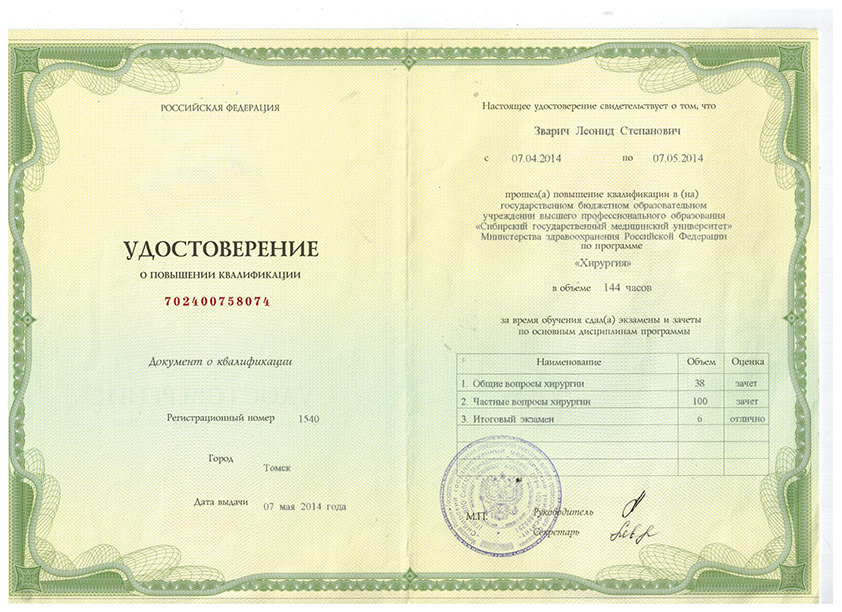 РОССИЙСКАЯ ФЕДЕРАЦИЯ
УДОСТОВЕРЕНИЕ
О ПОВЫШЕНИИ КВАЛИФИКАЦИИ
702400758074
Документ о квалификации
Регистрационный номер 1540
Город
Томск
Дата выдачи 07 мая 2014 года
Настоящее удостоверение свидетельствует о том, что
Зварич Леонид Степанович
с 07.04.2014 по 07.05.2014
прошел(а) повышение квалификации в (на)
государственном бюджетном образовательном
учреждении высшего профессионального образования
«Сибирский государственный медицинский университет»
Министерства здравоохранения Российской Федерации
по программе
«Хирургия»
в объеме 144 часов
за время обучения сдал(а) экзамены и зачеты
по основным дисциплинам программы
Наименование Объем Оценка
1. Общие вопросы хирургии 38 зачет
2. Частные вопросы хирургии 100 зачет
3. Итоговый экзамен 6 отлично
М.П.
Руководитель
Секретарь